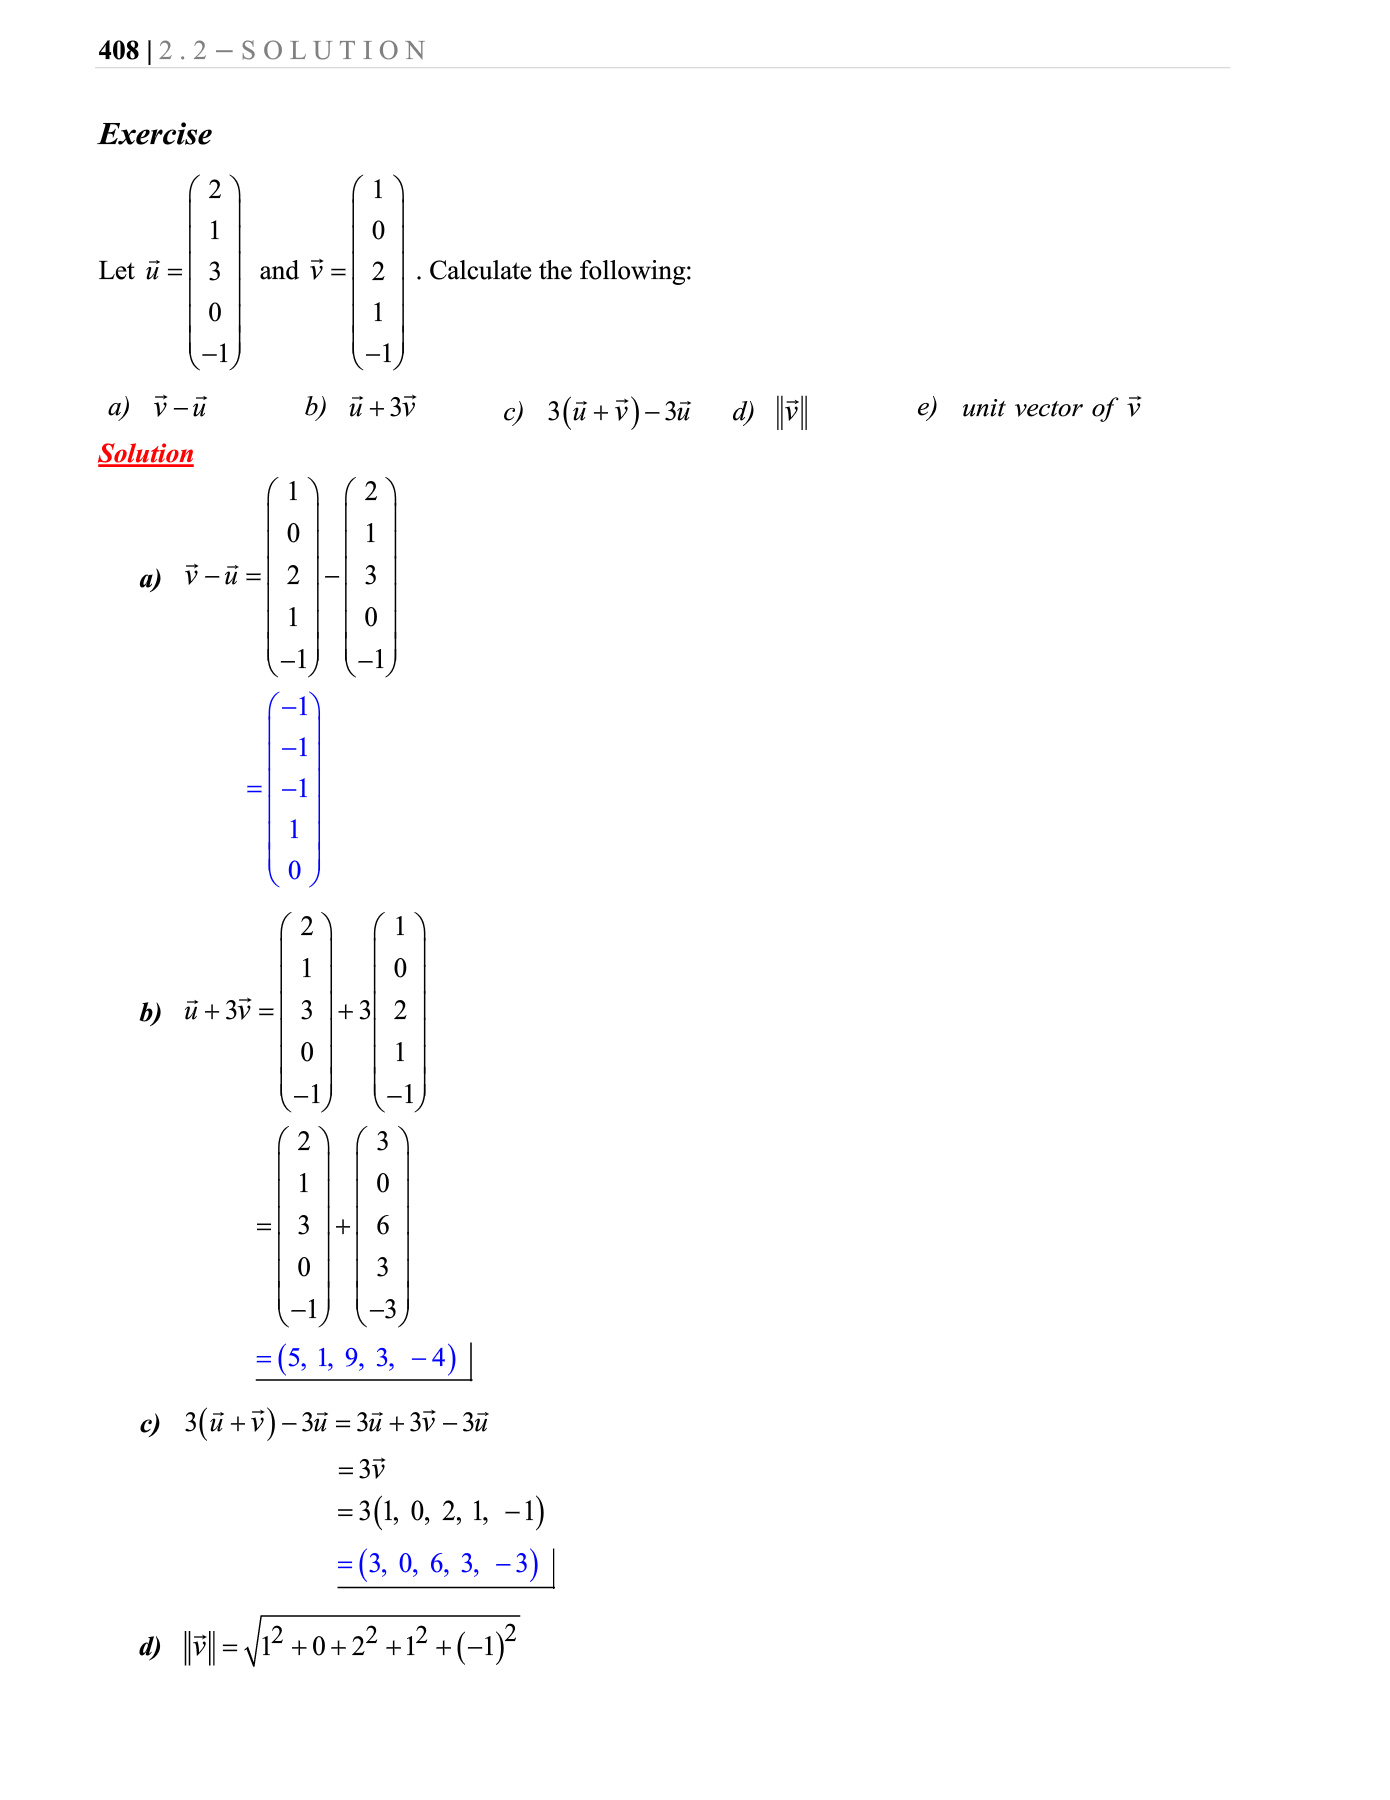 408 | 2 . 2 – S O L U T I O N
Exercise
Let $\vec{u} = \begin{pmatrix} 2 \\ 1 \\ 3 \\ 0 \\ -1 \end{pmatrix}$ and $\vec{v} = \begin{pmatrix} 1 \\ 0 \\ 2 \\ 1 \\ -1 \end{pmatrix}$. Calculate the following:
a) $\vec{v} - \vec{u}$ b) $\vec{u} + 3\vec{v}$ c) $3(\vec{u} + \vec{v}) - 3\vec{u}$ d) $\|\vec{v}\|$ e) unit vector of $\vec{v}$
Solution
a) $\vec{v} - \vec{u} = \begin{pmatrix} 1 \\ 0 \\ 2 \\ 1 \\ -1 \end{pmatrix} - \begin{pmatrix} 2 \\ 1 \\ 3 \\ 0 \\ -1 \end{pmatrix}$
$= \begin{pmatrix} -1 \\ -1 \\ -1 \\ 1 \\ 0 \end{pmatrix}$
b) $\vec{u} + 3\vec{v} = \begin{pmatrix} 2 \\ 1 \\ 3 \\ 0 \\ -1 \end{pmatrix} + 3\begin{pmatrix} 1 \\ 0 \\ 2 \\ 1 \\ -1 \end{pmatrix}$
$= \begin{pmatrix} 2 \\ 1 \\ 3 \\ 0 \\ -1 \end{pmatrix} + \begin{pmatrix} 3 \\ 0 \\ 6 \\ 3 \\ -3 \end{pmatrix}$
$= (5, 1, 9, 3, -4)$
c) $3(\vec{u} + \vec{v}) - 3\vec{u} = 3\vec{u} + 3\vec{v} - 3\vec{u}$
$= 3\vec{v}$
$= 3(1, 0, 2, 1, -1)$
$= (3, 0, 6, 3, -3)$
d) $\|\vec{v}\| = \sqrt{1^2 + 0 + 2^2 + 1^2 + (-1)^2}$